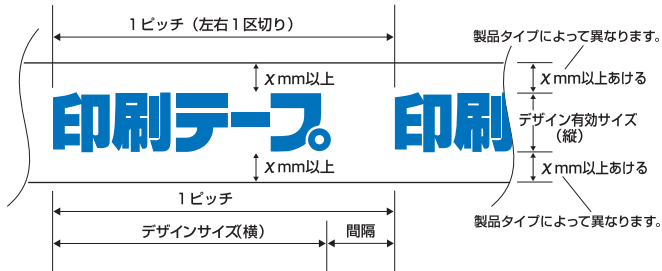 1ピッチ（左右1区切り）
製品タイプによって異なります。
xmm以上
xmm以上あける
印刷テープ。
印刷
デザイン有効サイズ
（縦）
xmm以上
xmm以上あける
1ピッチ
製品タイプによって異なります。
デザインサイズ（横）
間隔